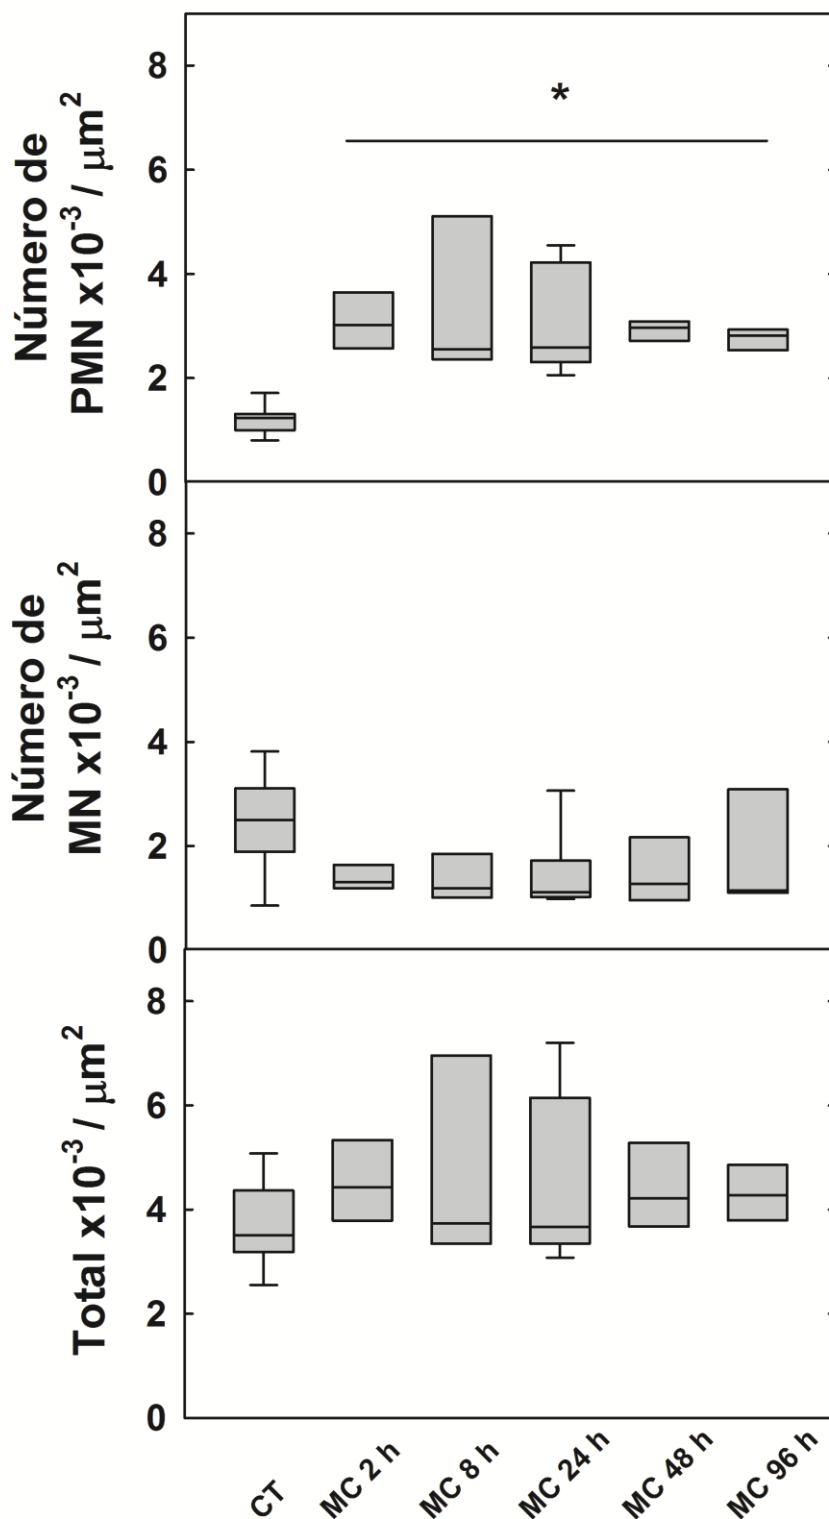 Número de
PMN x10⁻³ / μm²
8
6
4
2
0
*
Número de
MN x10⁻³ / μm²
8
6
4
2
0
Total x10⁻³ / μm²
8
6
4
2
0
CT
MC 2 h
MC 8 h
MC 24 h
MC 48 h
MC 96 h